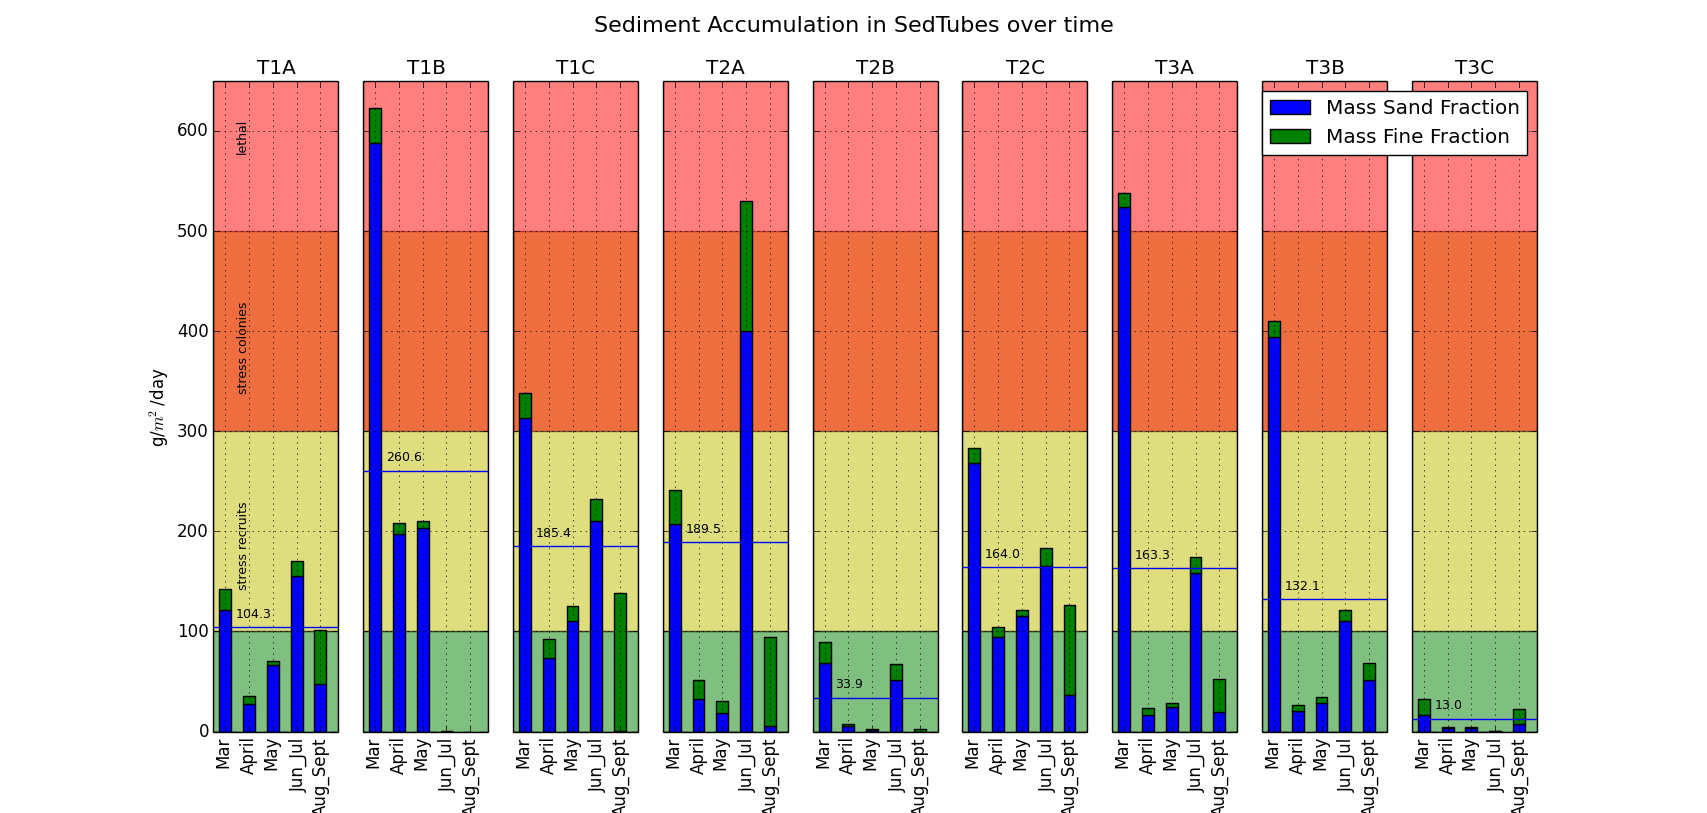 Sediment Accumulation in SedTubes over time
T1A T1B T1C T2A T2B T2C T3A T3B T3C
Mass Sand Fraction
Mass Fine Fraction
g/m² /day
600
500
400
300
200
100
0
lethal
stress colonies
stress recruits
104.3
260.6
185.4
189.5
33.9
164.0
163.3
132.1
13.0
Mar April May Jun_Jul Aug_Sept
Mar April May Jun_Jul Aug_Sept
Mar April May Jun_Jul Aug_Sept
Mar April May Jun_Jul Aug_Sept
Mar April May Jun_Jul Aug_Sept
Mar April May Jun_Jul Aug_Sept
Mar April May Jun_Jul Aug_Sept
Mar April May Jun_Jul Aug_Sept
Mar April May Jun_Jul Aug_Sept